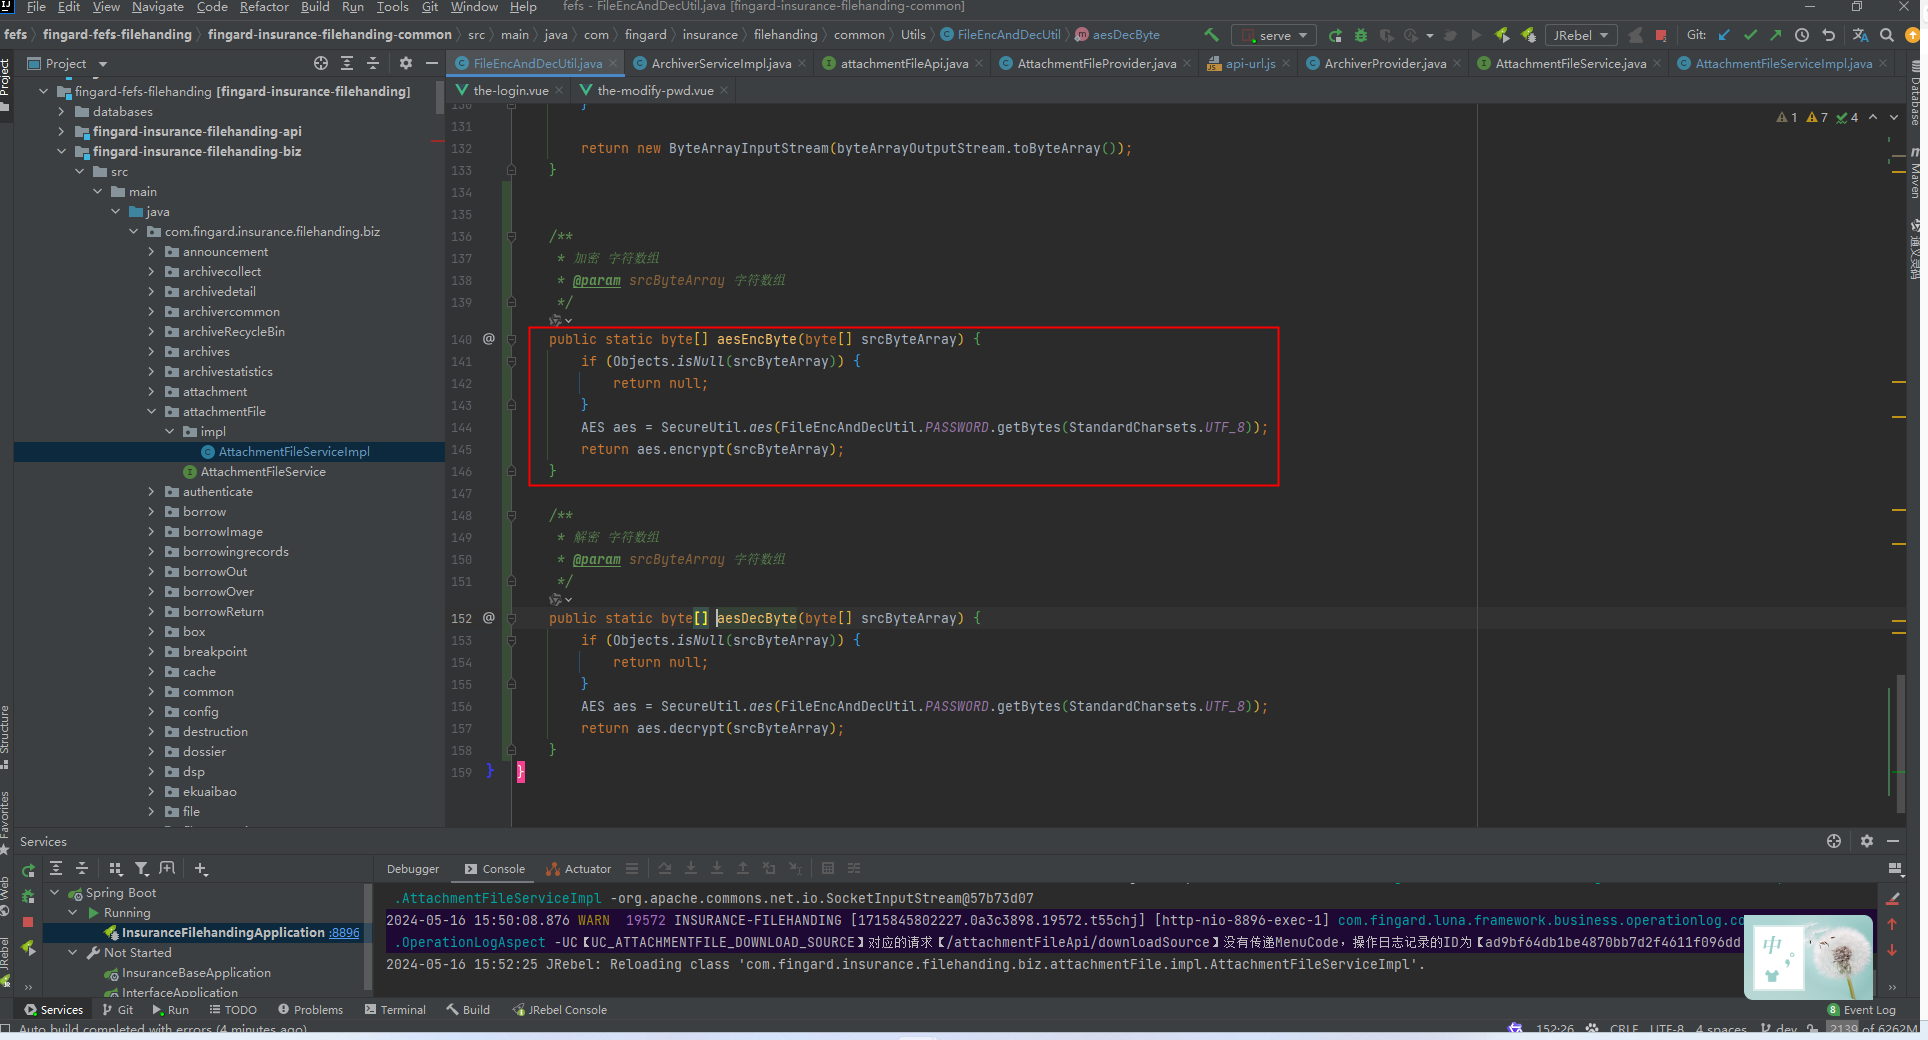 File Edit View Navigate Code Refactor Build Run Tools Git Window Help fefs - FileEncAndDecUtil.java [fingard-insurance-filehanding-common]
fefs fingard-fefs-filehanding fingard-insurance-filehanding-common src main java com fingard insurance filehanding common Utils FileEncAndDecUtil aesDecByte serve JRebel Git:
Project FileEncAndDecUtil.java ArchiverServiceImpl.java attachmentFileApi.java AttachmentFileProvider.java api-url.js ArchiverProvider.java AttachmentFileService.java AttachmentFileServiceImpl.java
the-login.vue the-modify-pwd.vue
Project
Structure
Favorites
Web
JRebel
Database
Maven
通义灵码
fingard-fefs-filehanding [fingard-insurance-filehanding]
databases
fingard-insurance-filehanding-api
fingard-insurance-filehanding-biz
src
main
java
com.fingard.insurance.filehanding.biz
announcement
archivecollect
archivedetail
archivercommon
archiveRecycleBin
archives
archivestatistics
attachment
attachmentFile
impl
AttachmentFileServiceImpl
AttachmentFileService
authenticate
borrow
borrowImage
borrowingrecords
borrowOut
borrowOver
borrowReturn
box
breakpoint
cache
common
config
destruction
dossier
dsp
ekuaibao
file
1 7 4
130 }
131
132 return new ByteArrayInputStream(byteArrayOutputStream.toByteArray());
133 }
134
135
136 /**
137 * 加密 字符数组
138 * @param srcByteArray 字符数组
139 */
140 @ public static byte[] aesEncByte(byte[] srcByteArray) {
141 if (Objects.isNull(srcByteArray)) {
142 return null;
143 }
144 AES aes = SecureUtil.aes(FileEncAndDecUtil.PASSWORD.getBytes(StandardCharsets.UTF_8));
145 return aes.encrypt(srcByteArray);
146 }
147
148 /**
149 * 解密 字符数组
150 * @param srcByteArray 字符数组
151 */
152 @ public static byte[] aesDecByte(byte[] srcByteArray) {
153 if (Objects.isNull(srcByteArray)) {
154 return null;
155 }
156 AES aes = SecureUtil.aes(FileEncAndDecUtil.PASSWORD.getBytes(StandardCharsets.UTF_8));
157 return aes.decrypt(srcByteArray);
158 }
159 } }
Services
Debugger Console Actuator
Spring Boot
Running
InsuranceFilehandingApplication :8896
Not Started
InsuranceBaseApplication
InterfaceApplication
.AttachmentFileServiceImpl -org.apache.commons.net.io.SocketInputStream@57b73d07
2024-05-16 15:50:08.876 WARN 19572 INSURANCE-FILEHANDING [1715845802227.0a3c3898.19572.t55chj] [http-nio-8896-exec-1] com.fingard.luna.framework.business.operationlog.co
.OperationLogAspect -UC【UC_ATTACHMENTFILE_DOWNLOAD_SOURCE】对应的请求【/attachmentFileApi/downloadSource】没有传递MenuCode，操作日志记录的ID为【ad9bf64db1be4870bb7d2f4611f096dd
2024-05-16 15:52:25 JRebel: Reloading class 'com.fingard.insurance.filehanding.biz.attachmentFile.impl.AttachmentFileServiceImpl'.
中
Services Git Run TODO Problems Terminal Build JRebel Console 8 Event Log
Auto build completed with errors (4 minutes ago) 152:26 CRLF UTF-8 4 spaces dev 2139 of 6262M